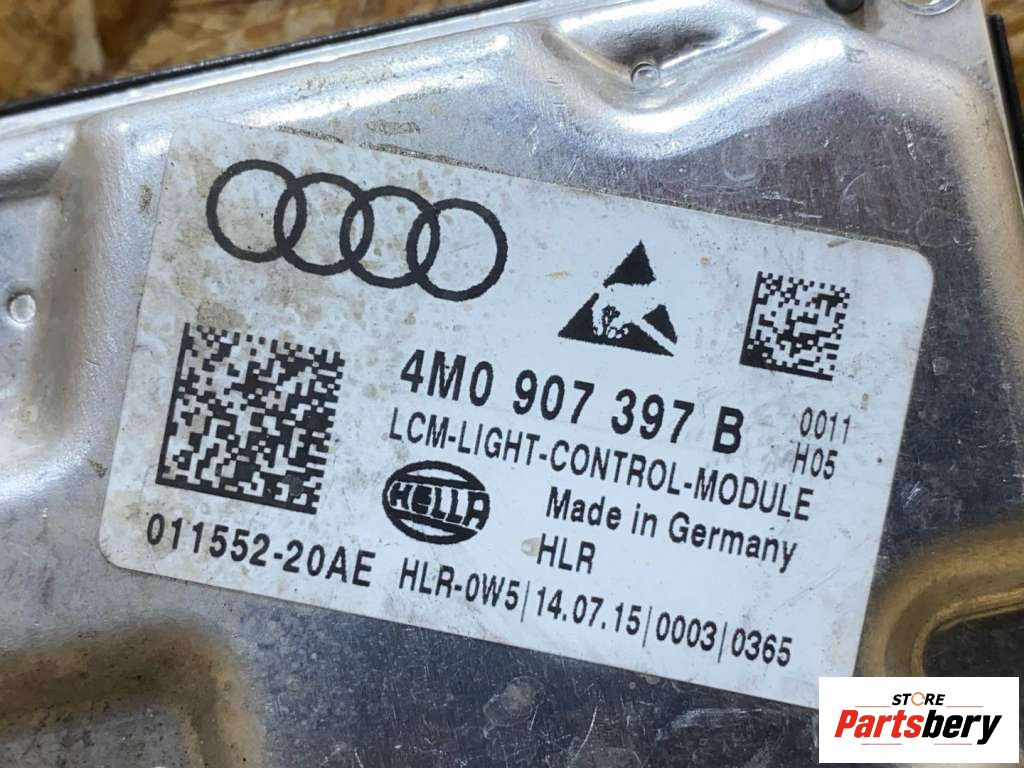 4M0 907 397 B
0011
H05
LCM-LIGHT-CONTROL-MODULE
HELLA
Made in Germany
HLR
011552-20AE
HLR-0W5|14.07.15|0003|0365
STORE
Partsbery